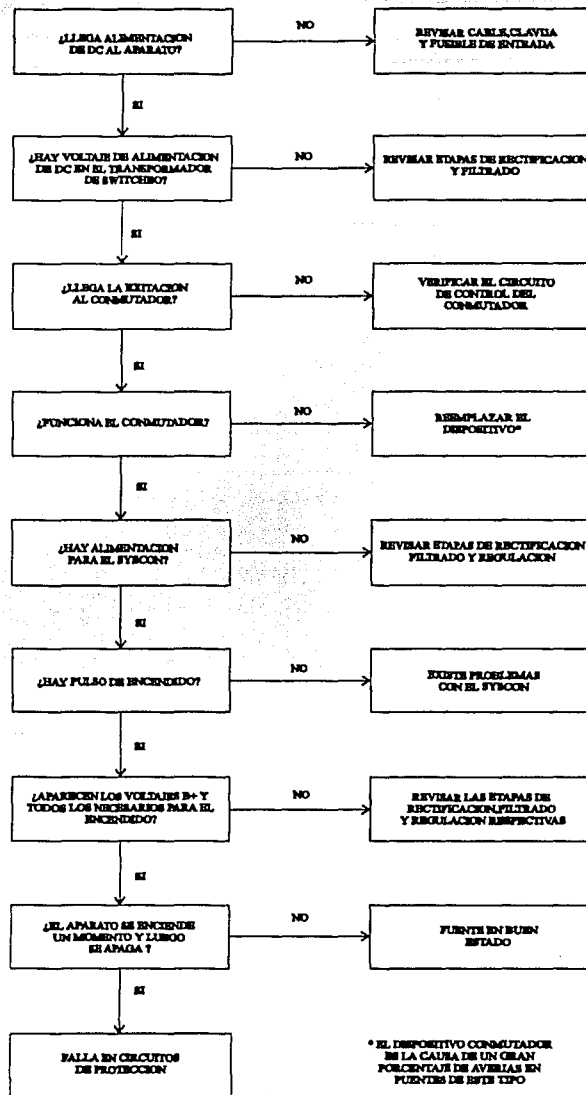 ¿LLEGA ALIMENTACION
DE DC AL APARATO?
NO
REVISAR CABLE,CLAVIJA
Y FUSIBLE DE ENTRADA
SI
¿HAY VOLTAJE DE ALIMENTACION
DE DC EN EL TRANSFORMADOR
DE SWITCHEO?
NO
REVISAR ETAPAS DE RECTIFICACION
Y FILTRADO
SI
¿LLEGA LA EXITACION
AL CONMUTADOR?
NO
VERIFICAR EL CIRCUITO
DE CONTROL DEL
CONMUTADOR
SI
¿FUNCIONA EL CONMUTADOR?
NO
REEMPLAZAR EL
DISPOSITIVO*
SI
¿HAY ALIMENTACION
PARA EL SYSCON?
NO
REVISAR ETAPAS DE RECTIFICACION
FILTRADO Y REGULACION
SI
¿HAY PULSO DE ENCENDIDO?
NO
EXISTE PROBLEMAS
CON EL SYSCON
SI
¿APARECEN LOS VOLTAJES B+ Y
TODOS LOS NECESARIOS PARA EL
ENCENDIDO?
NO
REVISAR LAS ETAPAS DE
RECTIFICACION,FILTRADO
Y REGULACION RESPECTIVAS
SI
¿EL APARATO SE ENCIENDE
UN MOMENTO Y LUEGO
SE APAGA ?
NO
FUENTE EN BUEN
ESTADO
SI
FALLA EN CIRCUITOS
DE PROTECCION
* EL DISPOSITIVO CONMUTADOR
ES LA CAUSA DE UN GRAN
PORCENTAJE DE AVERIAS EN
FUENTES DE ESTE TIPO